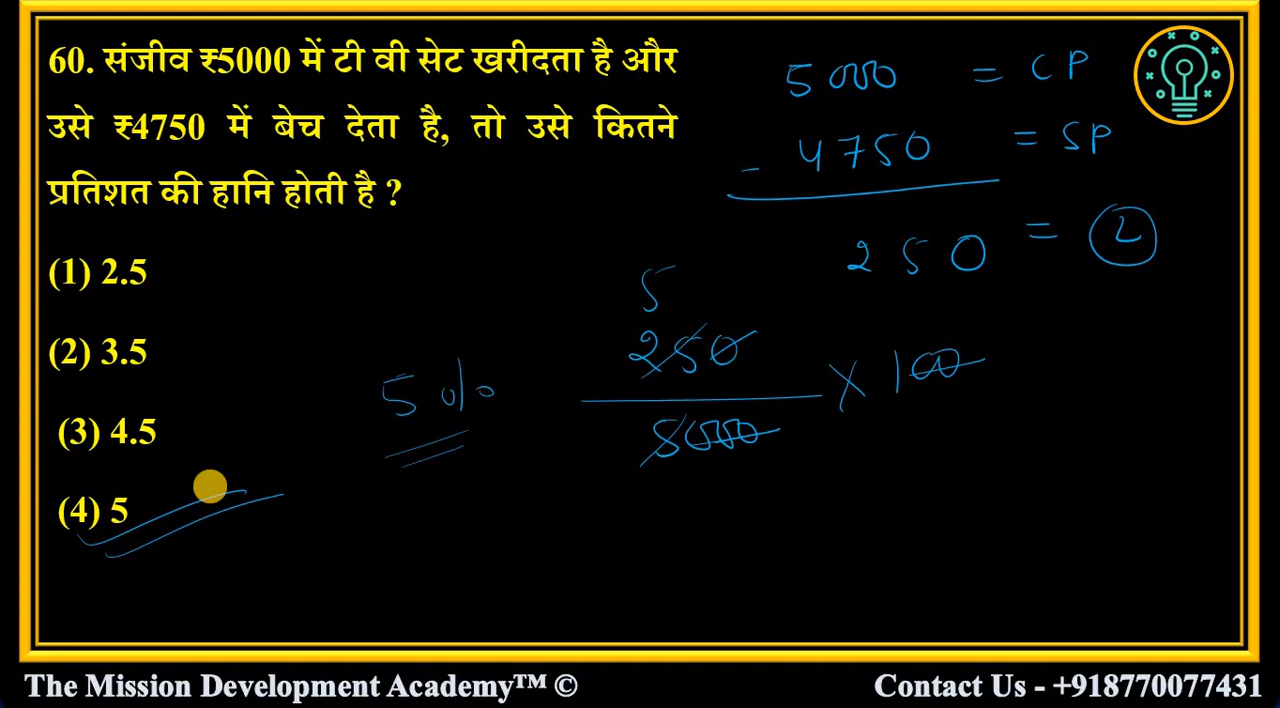 60. संजीव ₹5000 में टी वी सेट खरीदता है और
उसे ₹4750 में बेच देता है, तो उसे कितने
प्रतिशत की हानि होती है ?
(1) 2.5
(2) 3.5
(3) 4.5
(4) 5
5000 = CP
- 4750 = SP
250 = L
5
250
5000
× 100
5%
The Mission Development Academy™ ©
Contact Us - +918770077431